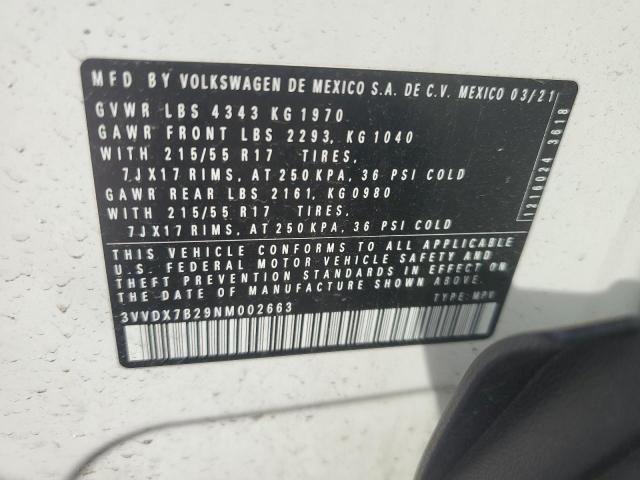 MFD BY VOLKSWAGEN DE MEXICO S.A. DE C.V. MEXICO 03/21
GVWR LBS 4343 KG 1970
GAWR FRONT LBS 2293, KG 1040
WITH 215/55 R17 TIRES,
7JX17 RIMS, AT 250 KPA, 36 PSI COLD
GAWR REAR LBS 2161, KG 0980
WITH 215/55 R17 TIRES,
7JX17 RIMS, AT 250 KPA, 36 PSI COLD
THIS VEHICLE CONFORMS TO ALL APPLICABLE
U.S. FEDERAL MOTOR VEHICLE SAFETY AND
THEFT PREVENTION STANDARDS IN EFFECT ON
THE DATE OF MANUFACTURE SHOWN ABOVE.
3VVDX7B29NM002663 TYPE: MPV
1216024 3618